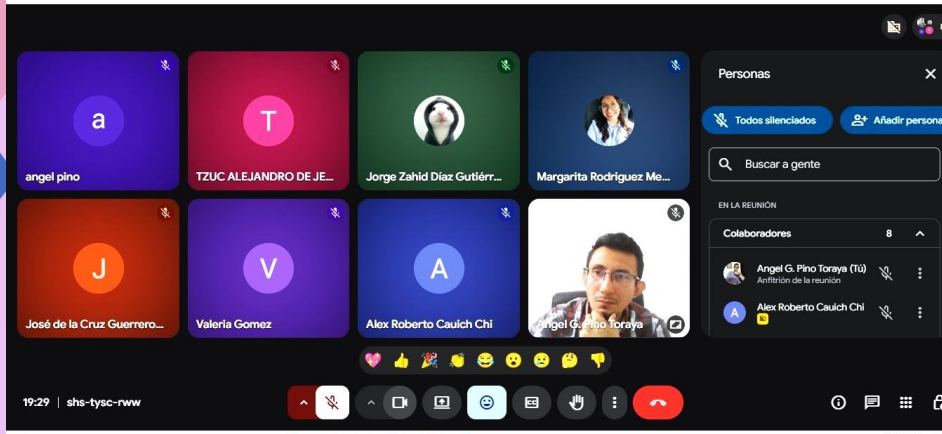 a
angel pino
T
TZUC ALEJANDRO DE JE...
Jorge Zahid Díaz Gutiérr...
Margarita Rodriguez Me...
J
José de la Cruz Guerrero...
V
Valeria Gomez
A
Alex Roberto Cauich Chi
Angel G. Pino Toraya
Personas
Todos silenciados
Añadir persona
Buscar a gente
EN LA REUNIÓN
Colaboradores 8
Angel G. Pino Toraya (Tú)
Anfitrión de la reunión
A
Alex Roberto Cauich Chi
19:29 | shs-tysc-rww